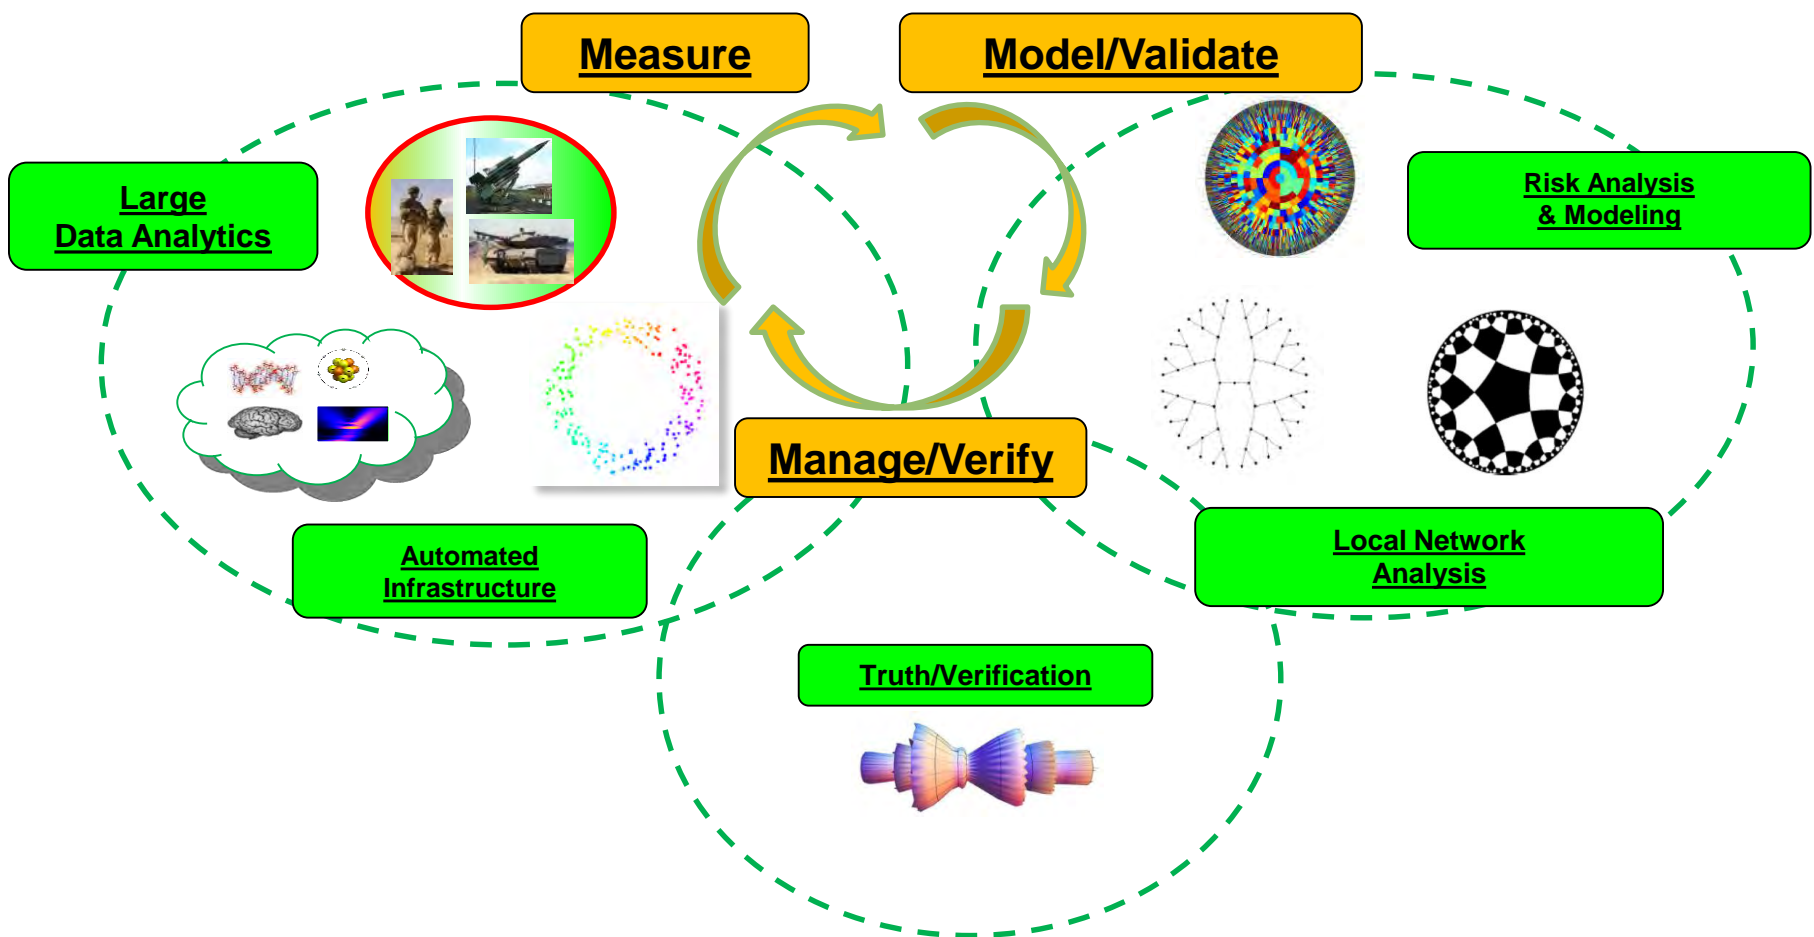 Measure
Model/Validate
Large
Data Analytics
Risk Analysis
& Modeling
Manage/Verify
Automated
Infrastructure
Local Network
Analysis
Truth/Verification